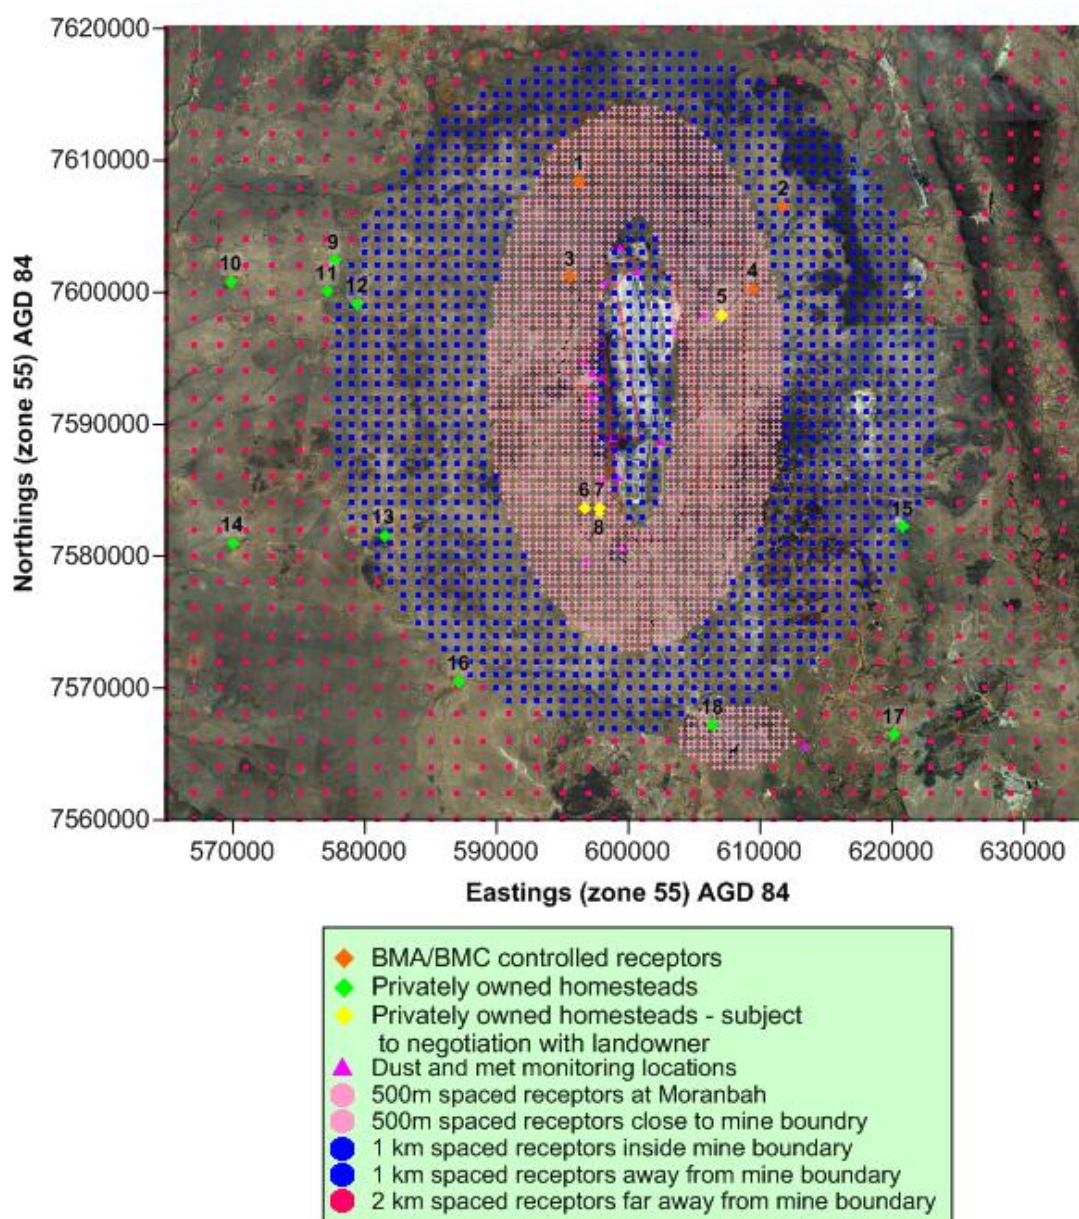 7620000
7610000
7600000
7590000
7580000
7570000
7560000
Northings (zone 55) AGD 84
1
2
3
4
5
6 7
8
9
10
11
12
13
14
15
16
17
18
570000 580000 590000 600000 610000 620000 630000
Eastings (zone 55) AGD 84
BMA/BMC controlled receptors
Privately owned homesteads
Privately owned homesteads - subject
to negotiation with landowner
Dust and met monitoring locations
500m spaced receptors at Moranbah
500m spaced receptors close to mine boundry
1 km spaced receptors inside mine boundary
1 km spaced receptors away from mine boundary
2 km spaced receptors far away from mine boundary